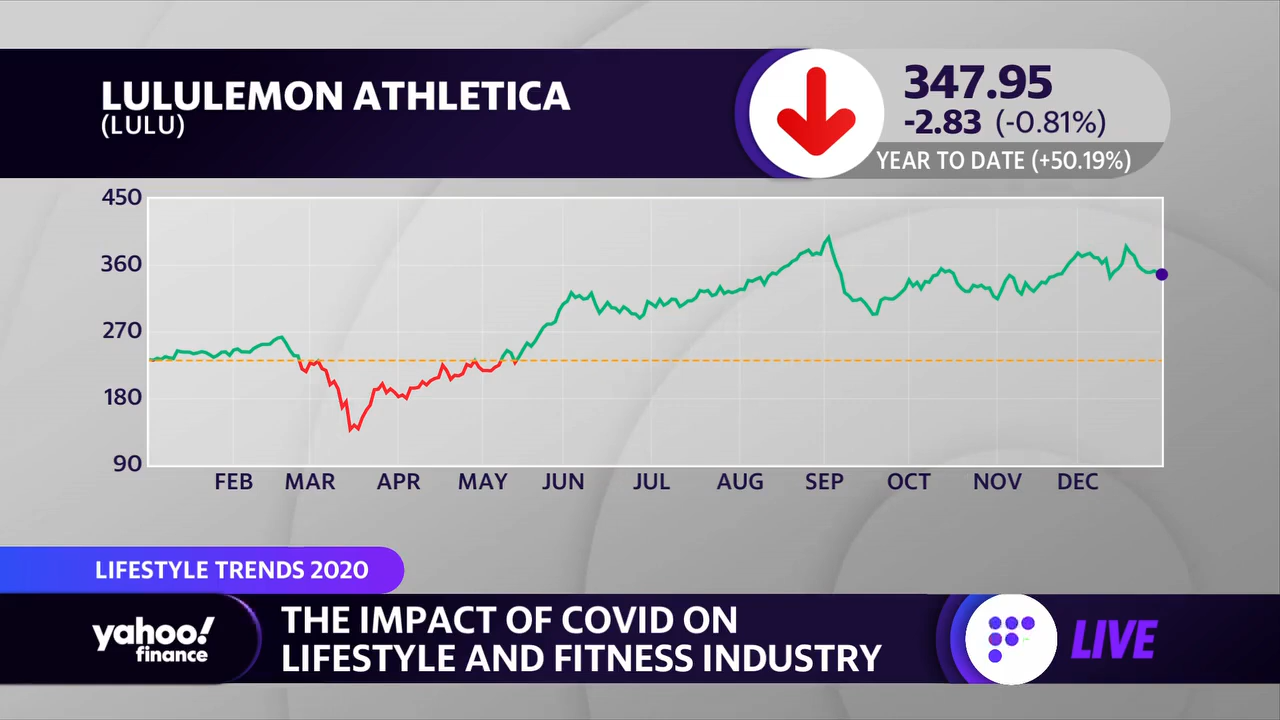 LULULEMON ATHLETICA
(LULU)
347.95
-2.83 (-0.81%)
YEAR TO DATE (+50.19%)
450
360
270
180
90
FEB MAR APR MAY JUN JUL AUG SEP OCT NOV DEC
LIFESTYLE TRENDS 2020
yahoo!
finance
THE IMPACT OF COVID ON
LIFESTYLE AND FITNESS INDUSTRY
LIVE